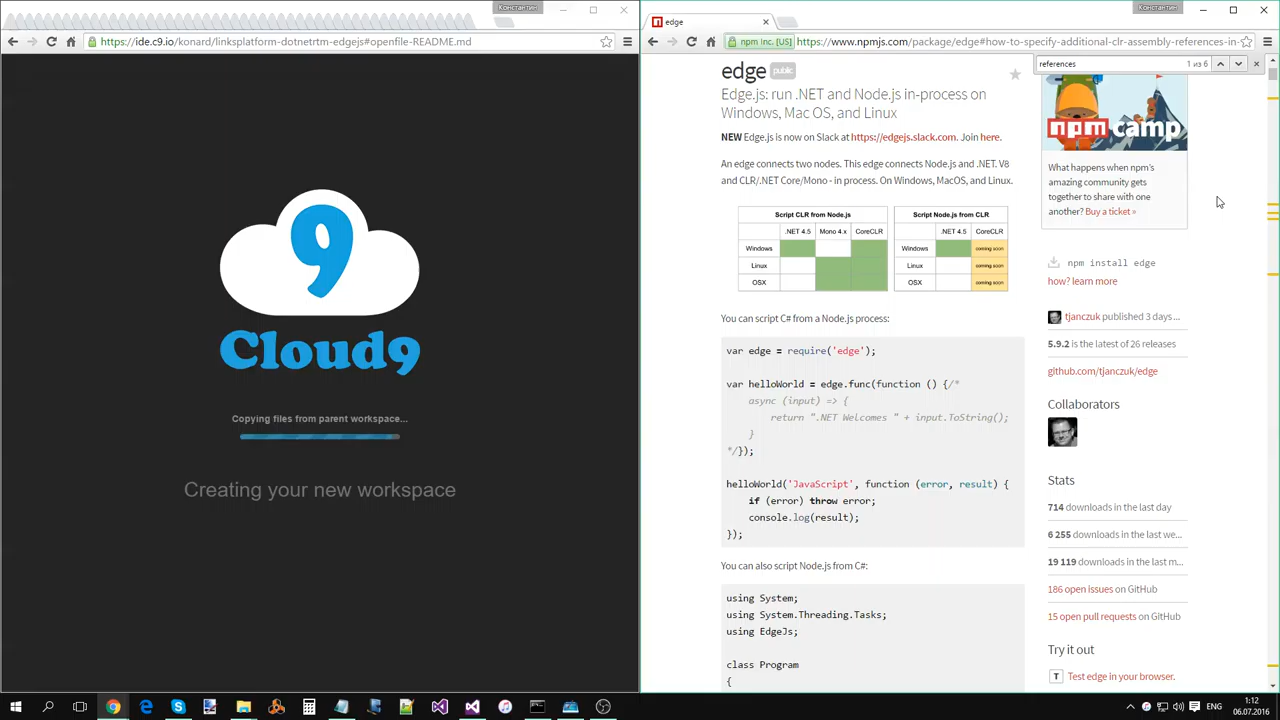 Константин
https://ide.c9.io/konard/linksplatform-dotnetrtm-edgejs#openfile-README.md
9
Cloud9
Copying files from parent workspace...
Creating your new workspace
Константин
edge
npm Inc. [US]
https://www.npmjs.com/package/edge#how-to-specify-additional-clr-assembly-references-in-
references
1 из 6
edge public
Edge.js: run .NET and Node.js in-process on
Windows, Mac OS, and Linux
NEW Edge.js is now on Slack at https://edgejs.slack.com. Join here.
An edge connects two nodes. This edge connects Node.js and .NET. V8
and CLR/.NET Core/Mono - in process. On Windows, MacOS, and Linux.
Script CLR from Node.js
.NET 4.5 Mono 4.x CoreCLR
Windows
Linux
OSX
Script Node.js from CLR
.NET 4.5 CoreCLR
Windows coming soon
Linux coming soon
OSX coming soon
You can script C# from a Node.js process:
var edge = require('edge');
var helloWorld = edge.func(function () {/*
async (input) => {
return ".NET Welcomes " + input.ToString();
}
*/});
helloWorld('JavaScript', function (error, result) {
if (error) throw error;
console.log(result);
});
You can also script Node.js from C#:
using System;
using System.Threading.Tasks;
using EdgeJs;
class Program
{
npm camp
What happens when npm's
amazing community gets
together to share with one
another? Buy a ticket »
npm install edge
how? learn more
tjanczuk published 3 days ...
5.9.2 is the latest of 26 releases
github.com/tjanczuk/edge
Collaborators
Stats
714 downloads in the last day
6 255 downloads in the last we...
19 119 downloads in the last m...
186 open issues on GitHub
15 open pull requests on GitHub
Try it out
T Test edge in your browser.
ENG
1:12
06.07.2016